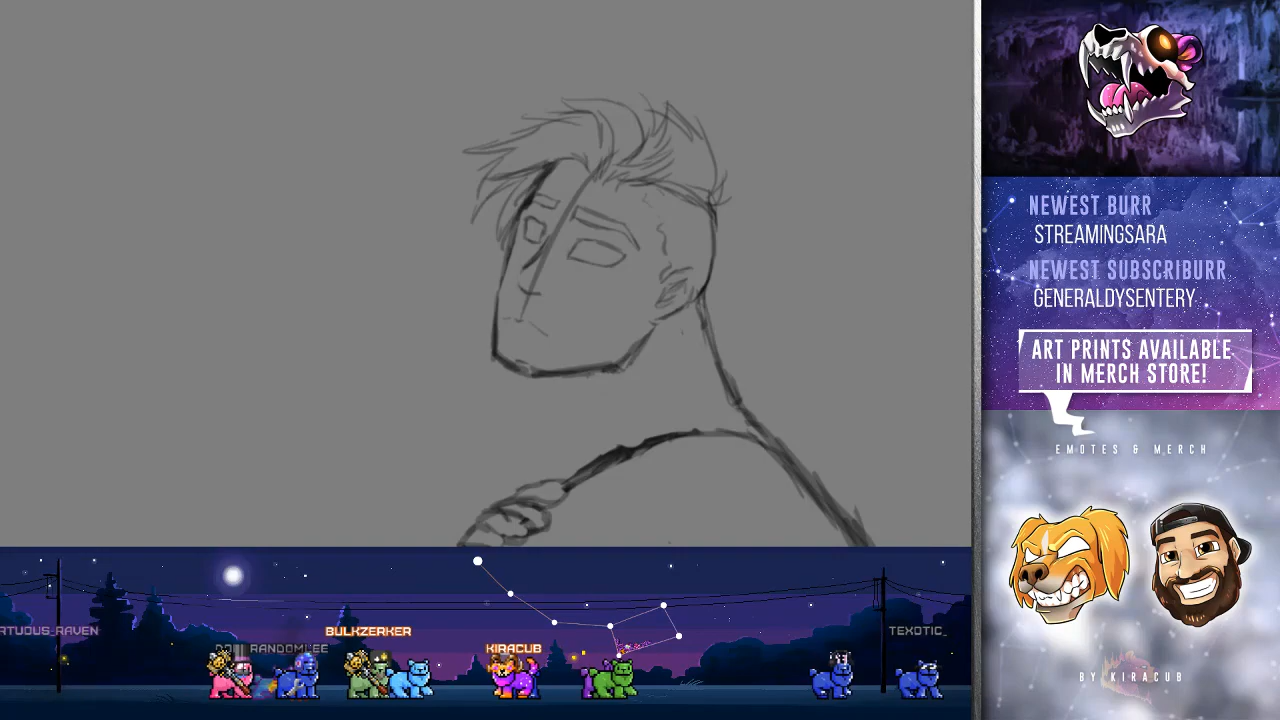 NEWEST BURR
STREAMINGSARA
NEWEST SUBSCRIBURR
GENERALDYSENTERY
ART PRINTS AVAILABLE
IN MERCH STORE!
EMOTES & MERCH
BY KIRACUB
RTUOUS_RAVEN
BULKZERKER
KIRACUB
TEXOTIC_